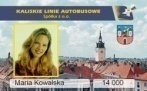 KALISKIE LINIE AUTOBUSOWE
Spółka z o.o.
Maria Kowalska
14 000